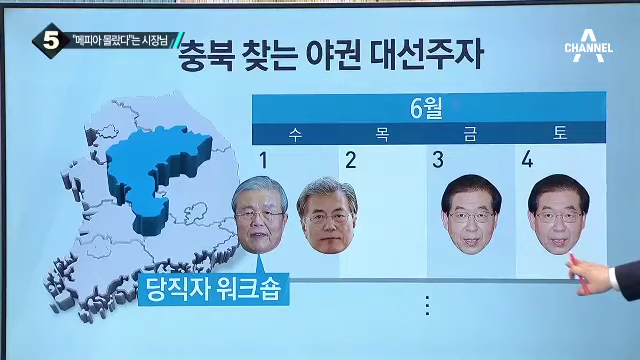 5 "메피아 몰랐다"는 시장님
CHANNEL A
충북 찾는 야권 대선주자
6월
수 목 금 토
1 2 3 4
당직자 워크숍
⋮